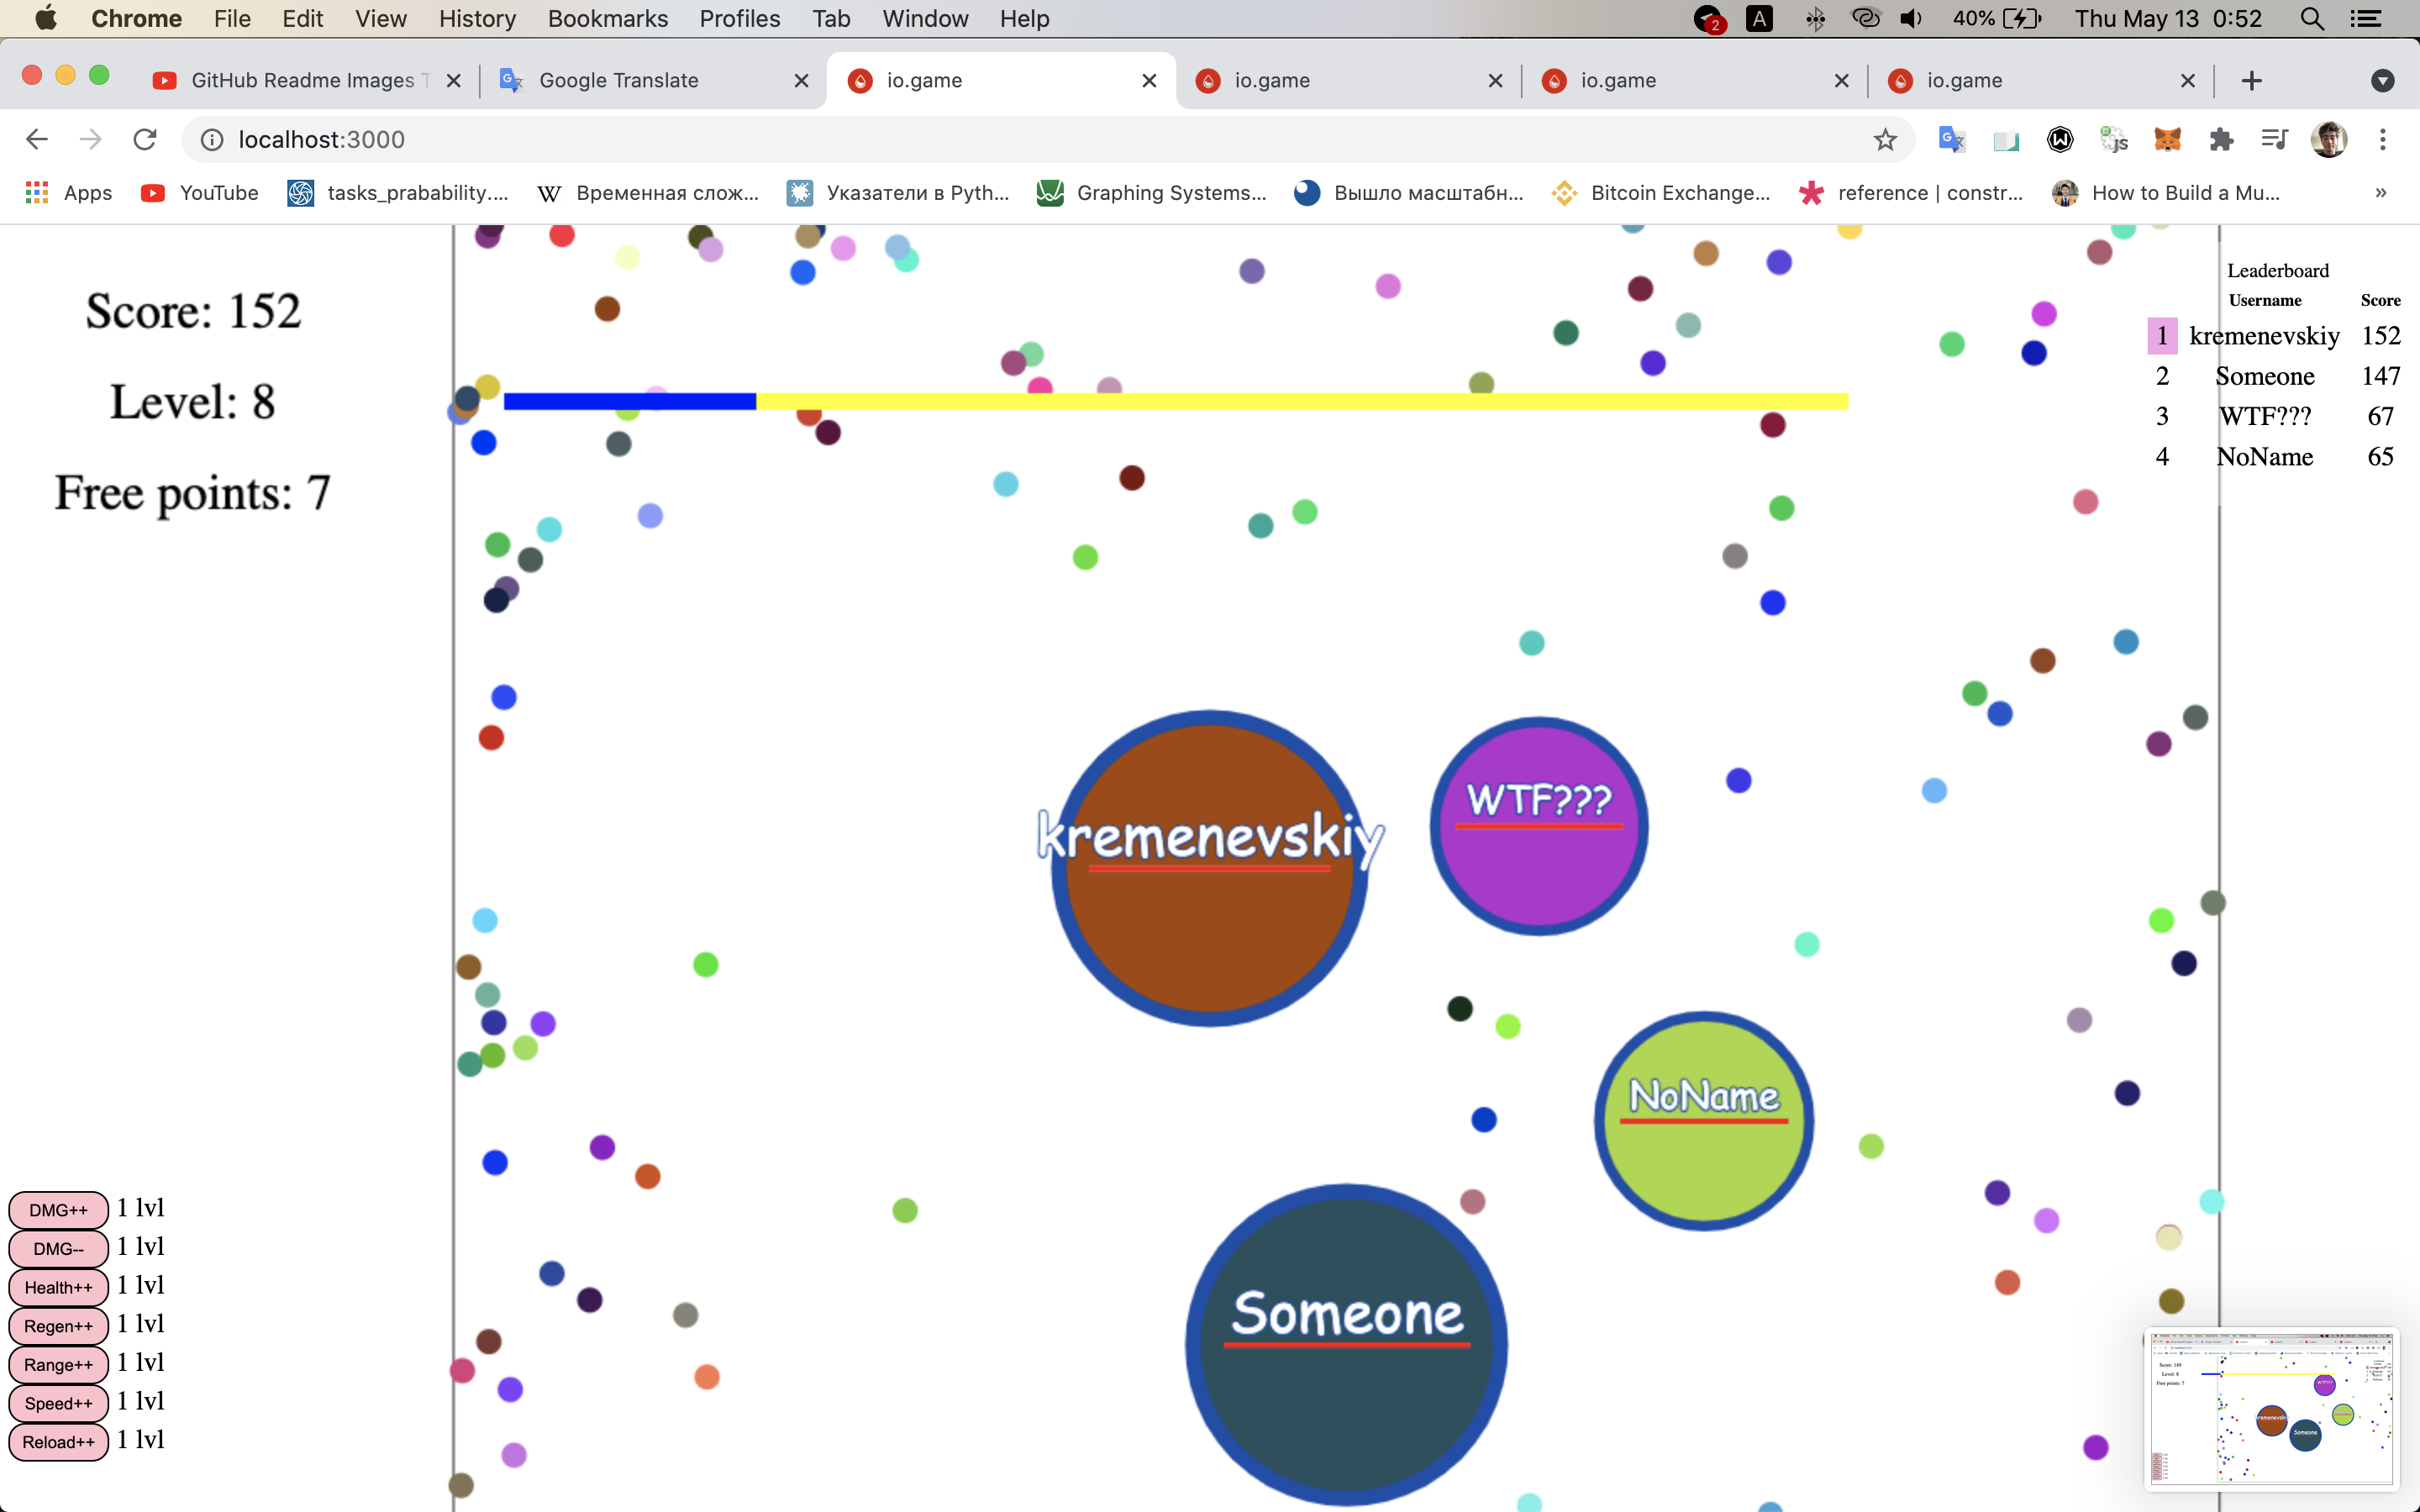 Chrome File Edit View History Bookmarks Profiles Tab Window Help 2 A 40% Thu May 13 0:52
GitHub Readme Images T Google Translate io.game io.game io.game io.game
localhost:3000
Apps YouTube tasks_prabability.... Временная слож... Указатели в Pyth... Graphing Systems... Вышло масштабн... Bitcoin Exchange... reference | constr... How to Build a Mu... »
Score: 152
Level: 8
Free points: 7
Leaderboard
Username Score
1 kremenevskiy 152
2 Someone 147
3 WTF??? 67
4 NoName 65
WTF???
kremenevskiy
NoName
Someone
DMG++ 1 lvl
DMG-- 1 lvl
Health++ 1 lvl
Regen++ 1 lvl
Range++ 1 lvl
Speed++ 1 lvl
Reload++ 1 lvl